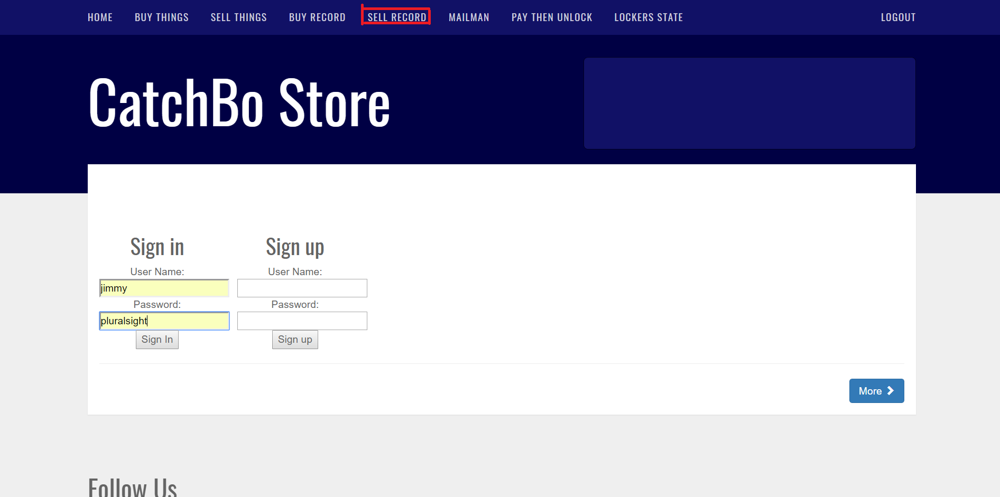 HOME BUY THINGS SELL THINGS BUY RECORD SELL RECORD MAILMAN PAY THEN UNLOCK LOCKERS STATE LOGOUT
CatchBo Store
Sign in Sign up
User Name: User Name:
jimmy
Password: Password:
pluralsight
Sign In Sign up
More
Follow Us